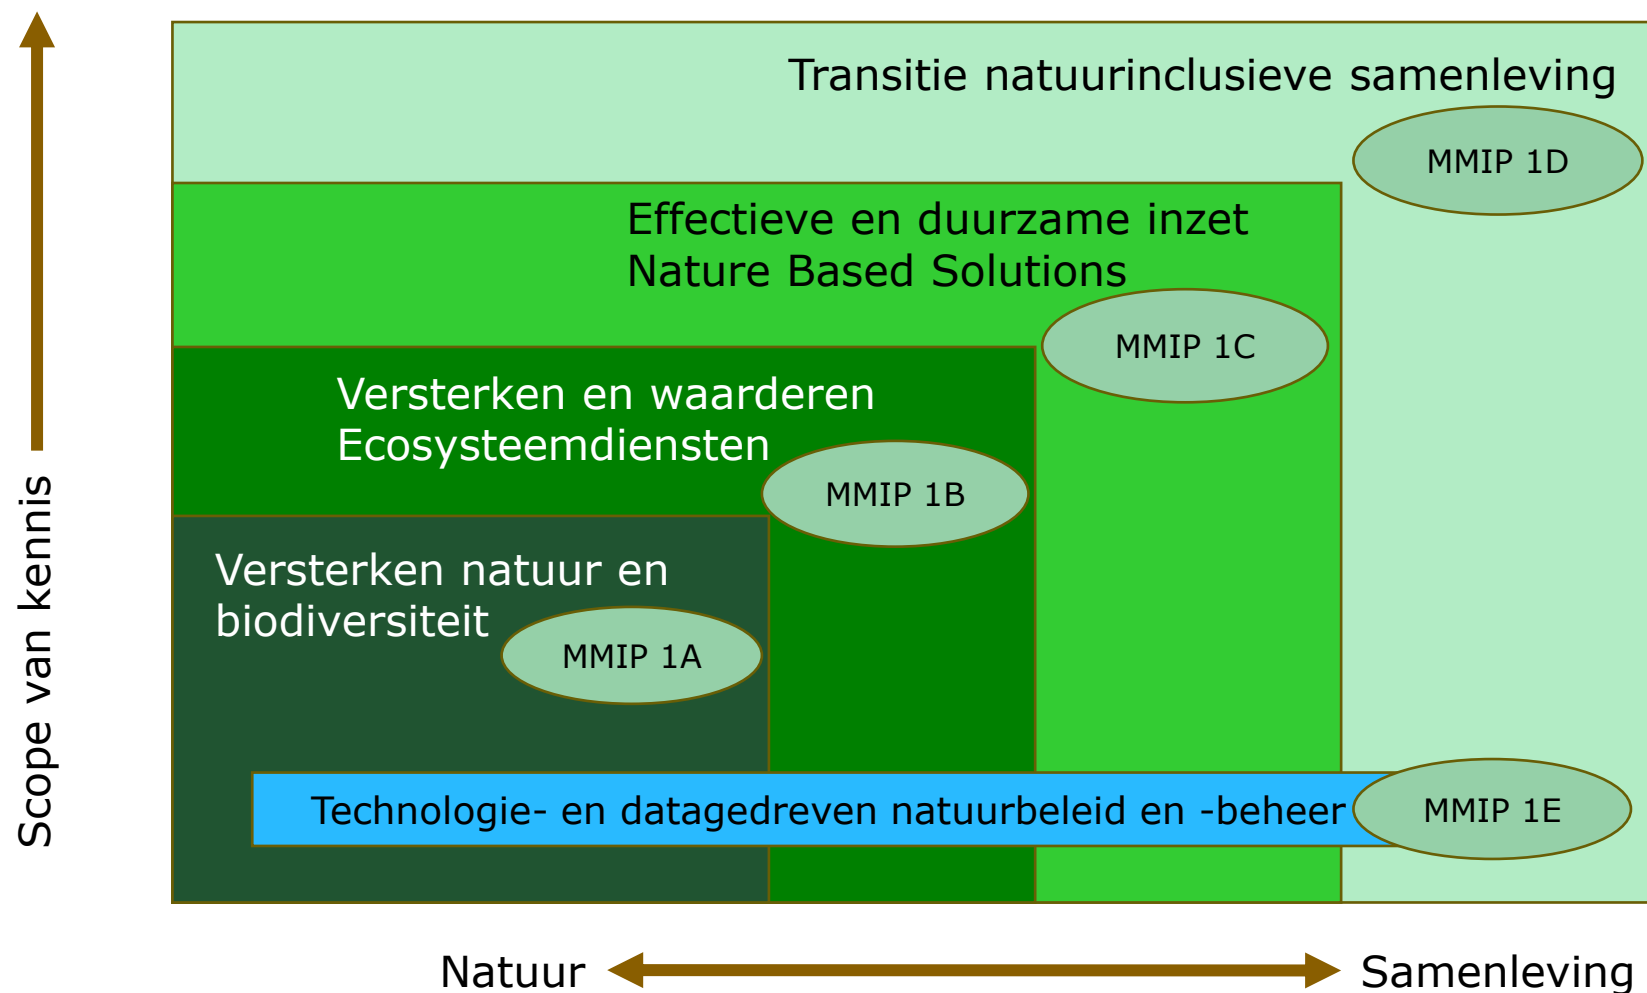 Transitie natuurinclusieve samenleving
MMIP 1D
Effectieve en duurzame inzet
Nature Based Solutions
MMIP 1C
Versterken en waarderen
Ecosysteemdiensten
MMIP 1B
Versterken natuur en
biodiversiteit
MMIP 1A
Technologie- en datagedreven natuurbeleid en -beheer
MMIP 1E
Scope van kennis
Natuur
Samenleving